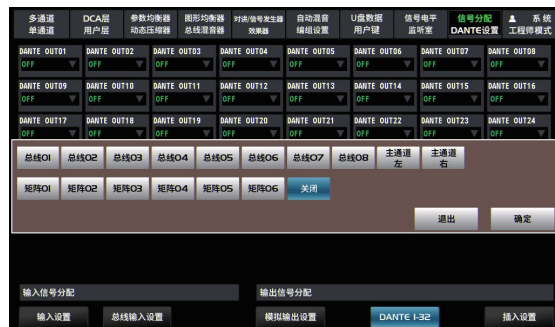 多通道 DCA层 参数均衡器 图形均衡器 对讲/信号发生器 自动混音 U盘数据 信号电平 信号分配 系统
单通道 用户层 动态压缩器 总线混音器 效果器 编组设置 用户键 监听室 DANTE设置 工程师模式
DANTE OUT01 DANTE OUT02 DANTE OUT03 DANTE OUT04 DANTE OUT05 DANTE OUT06 DANTE OUT07 DANTE OUT08
OFF OFF OFF OFF OFF OFF OFF OFF
DANTE OUT09 DANTE OUT10 DANTE OUT11 DANTE OUT12 DANTE OUT13 DANTE OUT14 DANTE OUT15 DANTE OUT16
OFF OFF OFF OFF OFF OFF OFF OFF
DANTE OUT17 DANTE OUT18 DANTE OUT19 DANTE OUT20 DANTE OUT21 DANTE OUT22 DANTE OUT23 DANTE OUT24
OFF OFF OFF OFF OFF OFF OFF OFF
总线01 总线02 总线03 总线04 总线05 总线06 总线07 总线08 主通道左 主通道右
矩阵01 矩阵02 矩阵03 矩阵04 矩阵05 矩阵06 关闭
退出 确定
输入信号分配 输出信号分配
输入设置 总线输入设置 模拟输出设置 DANTE 1-32 插入设置